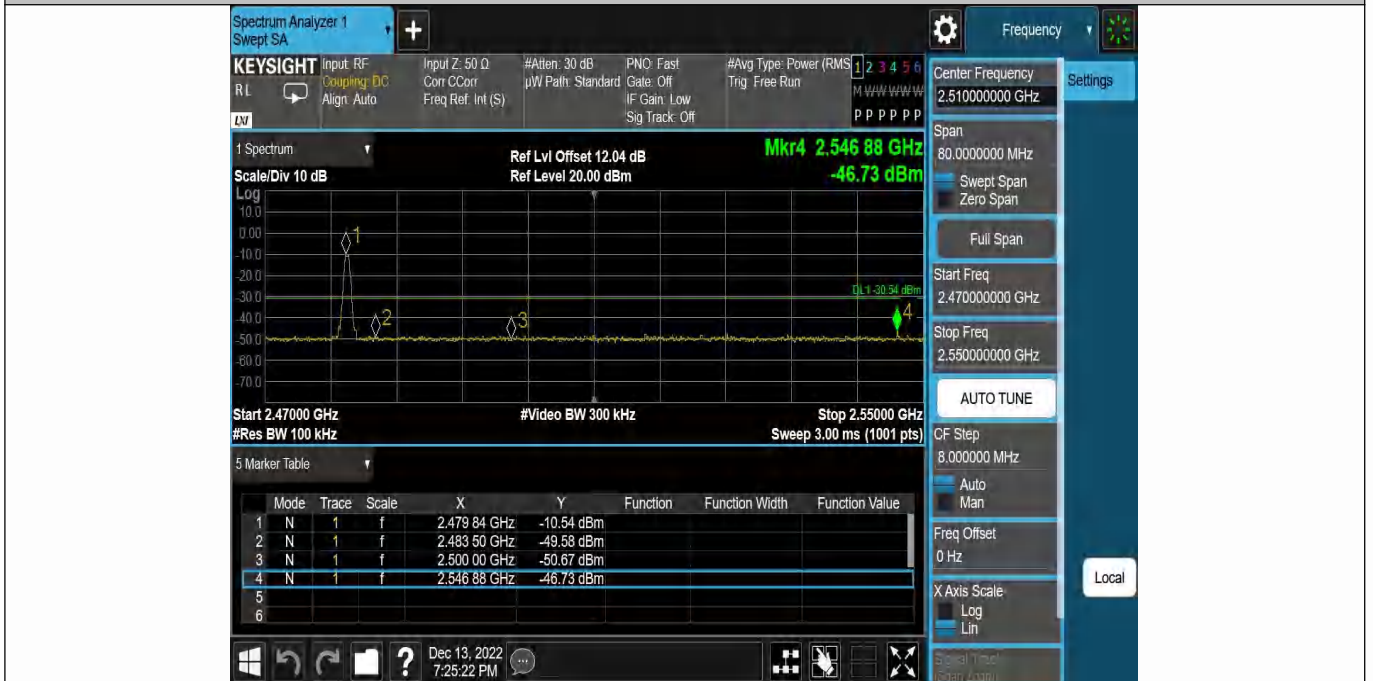 Spectrum Analyzer 1
Swept SA
+
Frequency
KEYSIGHT
RL
LXI
Input: RF
Coupling: DC
Align: Auto
Input Z: 50 Ω
Corr CCorr
Freq Ref: Int (S)
#Atten: 30 dB
µW Path: Standard
PNO: Fast
Gate: Off
IF Gain: Low
Sig Track: Off
#Avg Type: Power (RMS
Trig: Free Run
1 2 3 4 5 6
M W W W W W
P P P P P P
1 Spectrum
Scale/Div 10 dB
Ref Lvl Offset 12.04 dB
Ref Level 20.00 dBm
Mkr4 2.546 88 GHz
-46.73 dBm
Log
10.0
0.00
-10.0
-20.0
-30.0
-40.0
-50.0
-60.0
-70.0
1
2
3
4
DL1 -30.54 dBm
Start 2.47000 GHz
#Video BW 300 kHz
Stop 2.55000 GHz
#Res BW 100 kHz
Sweep 3.00 ms (1001 pts)
5 Marker Table
Mode Trace Scale X Y Function Function Width Function Value
1 N 1 f 2.479 84 GHz -10.54 dBm
2 N 1 f 2.483 50 GHz -49.58 dBm
3 N 1 f 2.500 00 GHz -50.67 dBm
4 N 1 f 2.546 88 GHz -46.73 dBm
5
6
?
Dec 13, 2022
7:25:22 PM
Center Frequency
2.510000000 GHz
Settings
Span
80.0000000 MHz
Swept Span
Zero Span
Full Span
Start Freq
2.470000000 GHz
Stop Freq
2.550000000 GHz
AUTO TUNE
CF Step
8.000000 MHz
Auto
Man
Freq Offset
0 Hz
X Axis Scale
Log
Lin
Local
Signal Track
(Span Zoom)